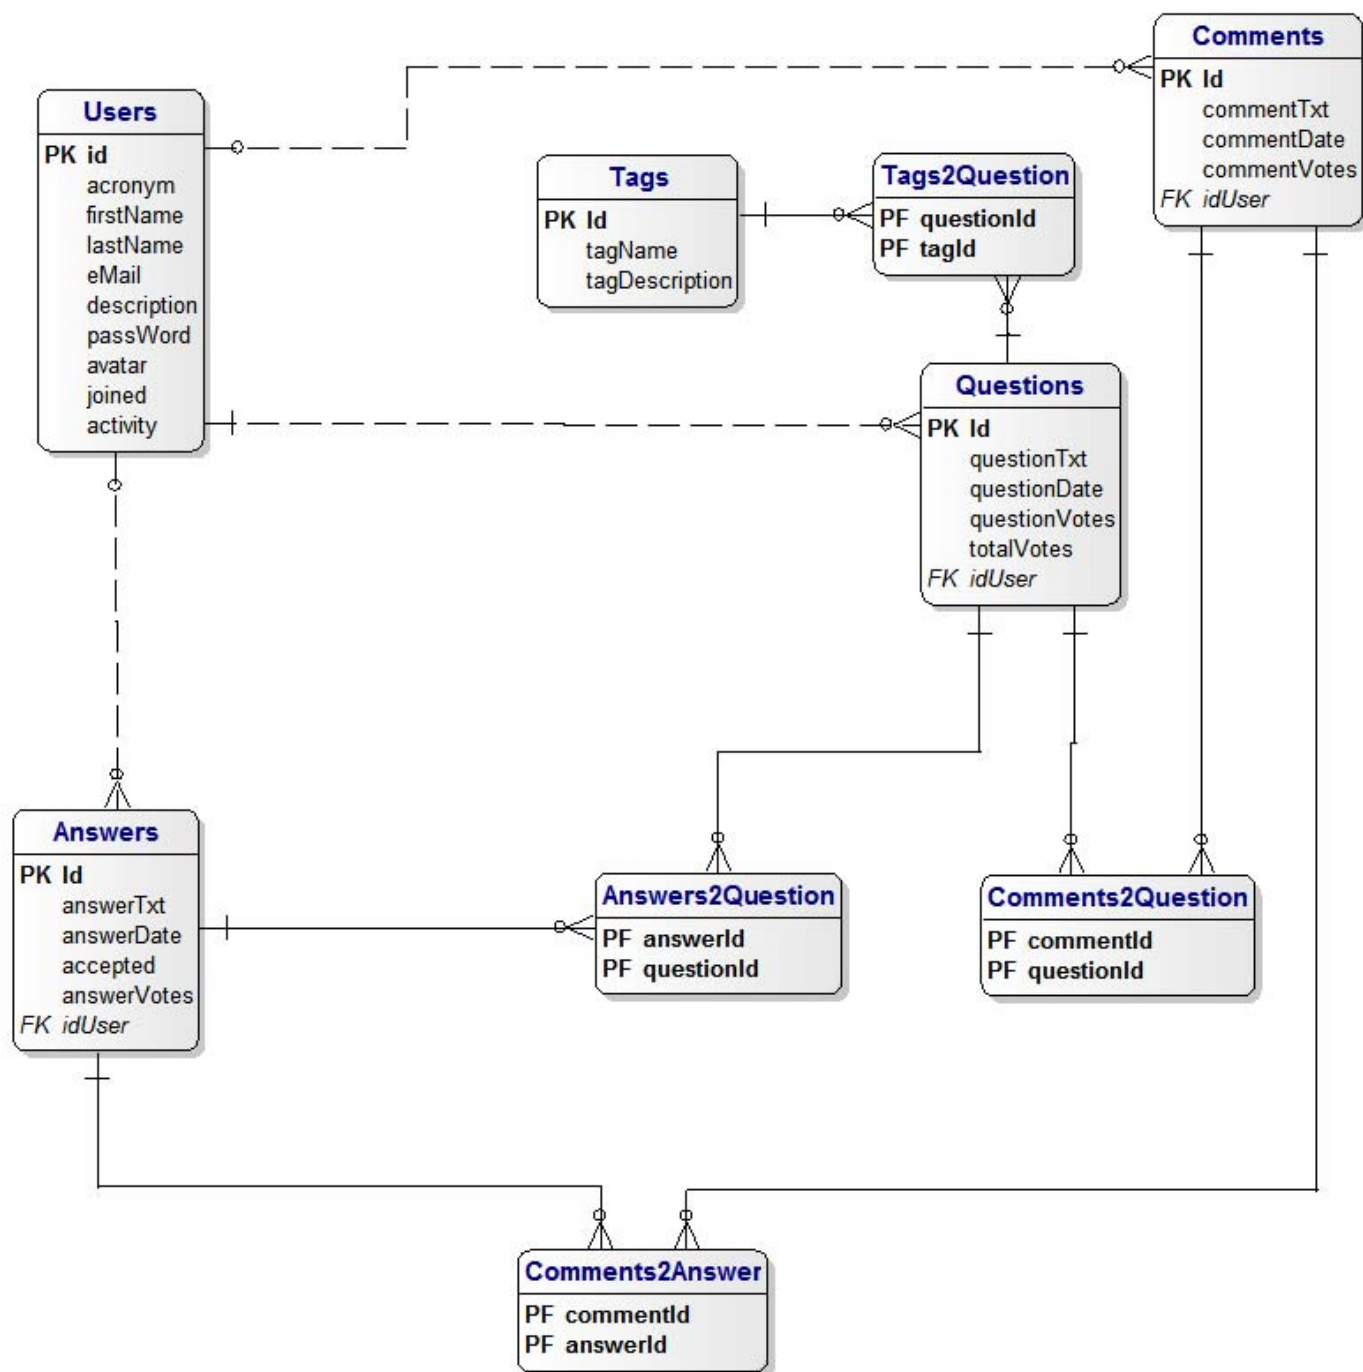 Comments
PK Id
commentTxt
commentDate
commentVotes
FK idUser
Users
PK id
acronym
firstName
lastName
eMail
description
passWord
avatar
joined
activity
Tags
PK Id
tagName
tagDescription
Tags2Question
PF questionId
PF tagId
Questions
PK Id
questionTxt
questionDate
questionVotes
totalVotes
FK idUser
Answers
PK Id
answerTxt
answerDate
accepted
answerVotes
FK idUser
Answers2Question
PF answerId
PF questionId
Comments2Question
PF commentId
PF questionId
Comments2Answer
PF commentId
PF answerId